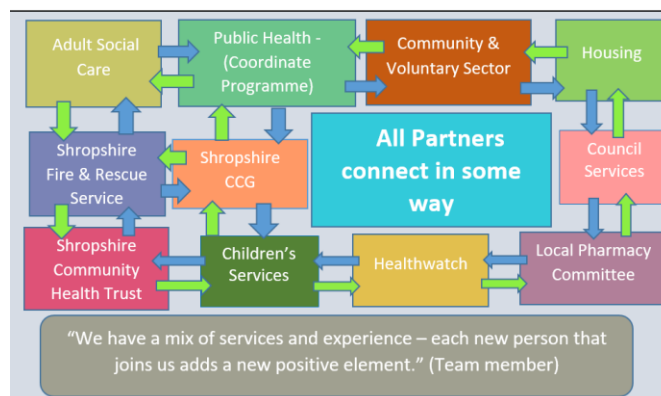 Adult Social
Care
Public Health -
(Coordinate
Programme)
Community &
Voluntary Sector
Housing
Shropshire
Fire & Rescue
Service
Shropshire
CCG
All Partners
connect in some
way
Council
Services
Shropshire
Community
Health Trust
Children’s
Services
Healthwatch
Local Pharmacy
Committee
“We have a mix of services and experience – each new person that
joins us adds a new positive element.” (Team member)